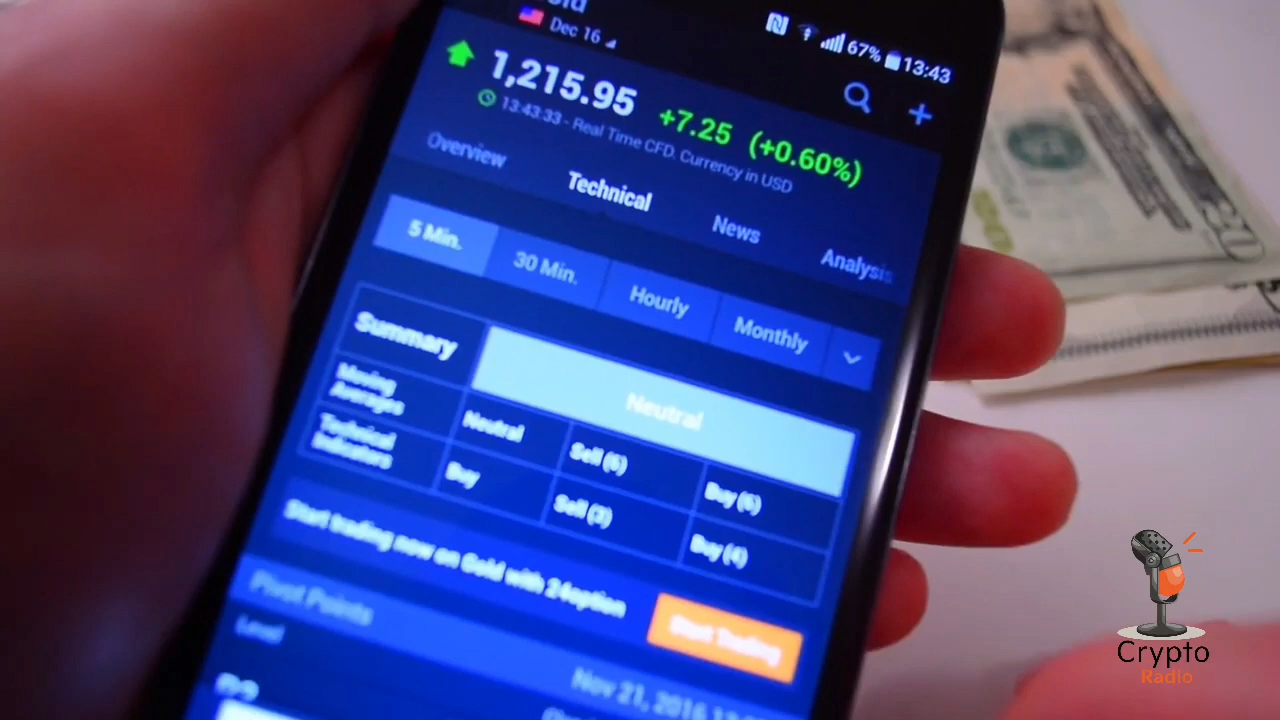 Dec 16
67% 13:43
1,215.95 +7.25 (+0.60%)
13:43:33 - Real Time CFD. Currency in USD
Overview Technical News Analysis
5 Min. 30 Min. Hourly Monthly
Summary Neutral
Moving Averages Neutral Sell (6) Buy (6)
Technical Indicators Buy Sell (3) Buy (4)
Start trading now on Gold with 24option
Start Trading
Pivot Points
Level Nov 21, 2016
Crypto
Radio